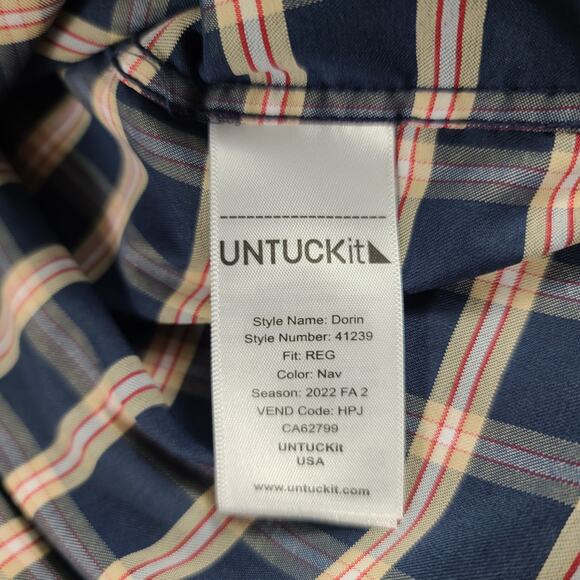 UNTUCKit
Style Name: Dorin
Style Number: 41239
Fit: REG
Color: Nav
Season: 2022 FA 2
VEND Code: HPJ
CA62799
UNTUCKit
USA
www.untuckit.com